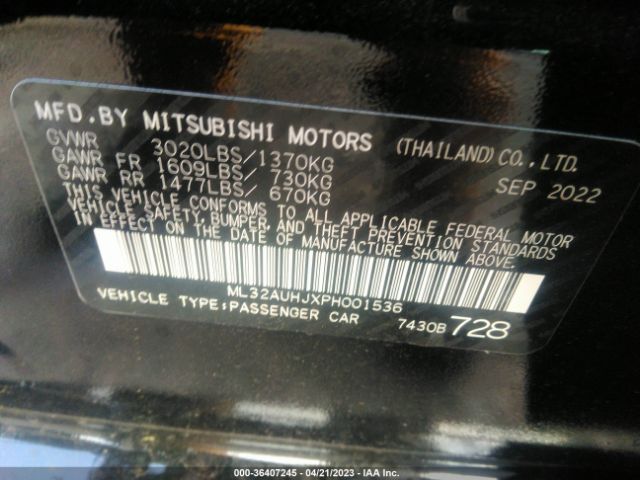 MFD.BY MITSUBISHI MOTORS (THAILAND)CO.,LTD.
GVWR 3020LBS/1370KG SEP 2022
GAWR FR 1609LBS/ 730KG
GAWR RR 1477LBS/ 670KG
THIS VEHICLE CONFORMS TO ALL APPLICABLE FEDERAL MOTOR
VEHICLE SAFETY,BUMPER,AND THEFT PREVENTION STANDARDS
IN EFFECT ON THE DATE OF MANUFACTURE SHOWN ABOVE.
ML32AUHJXPH001536
VEHICLE TYPE:PASSENGER CAR 7430B 728
000-36407245 - 04/21/2023 - IAA Inc.